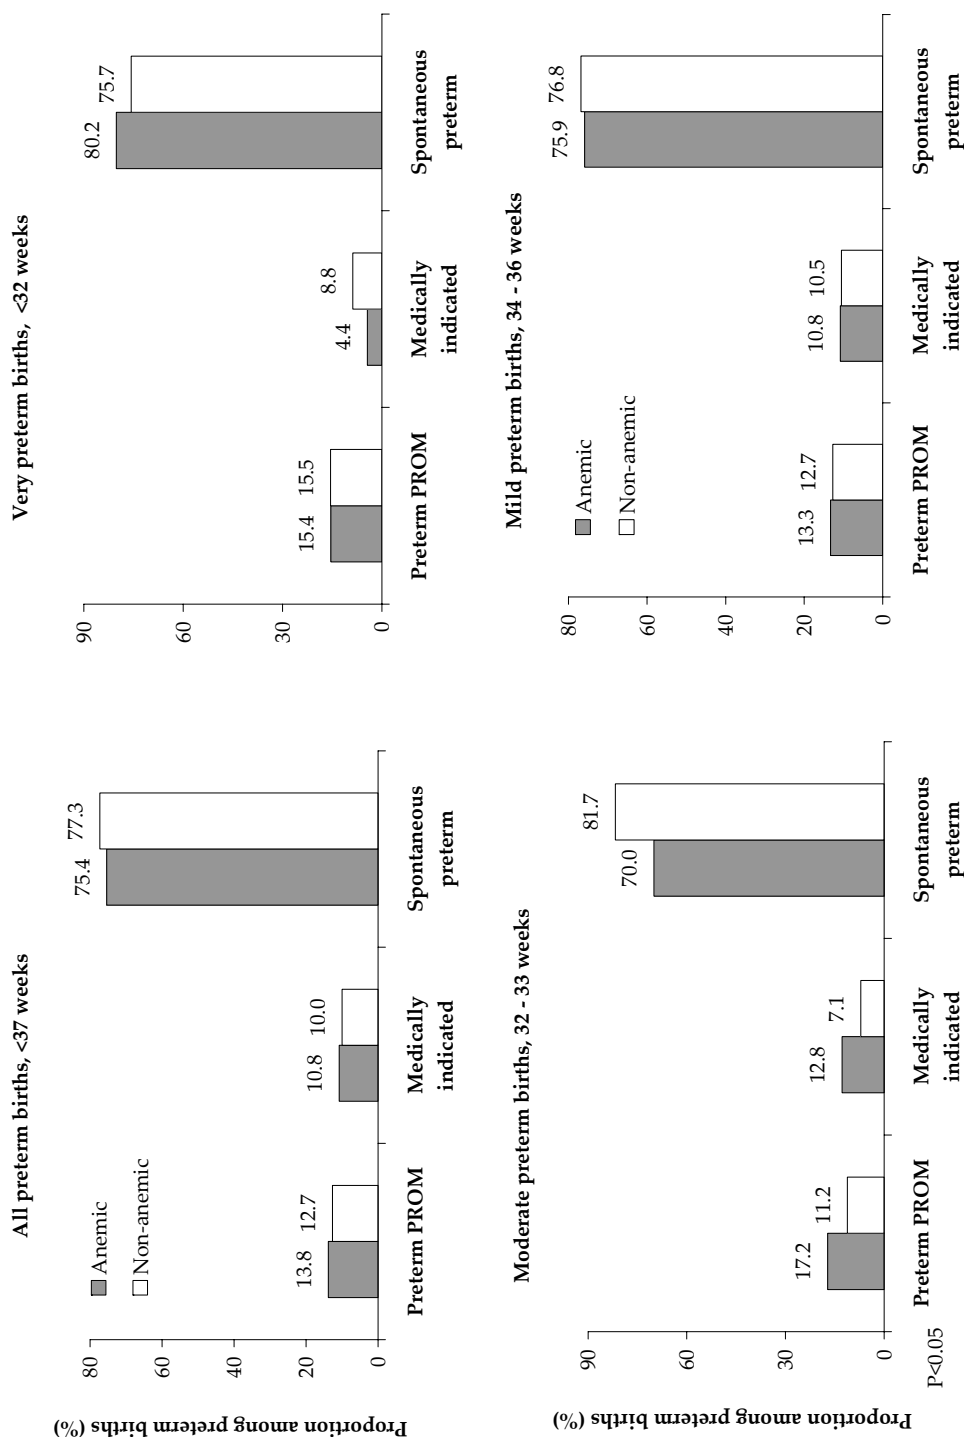 All preterm births, <37 weeks
Proportion among preterm births (%)
80
60
40
20
0
Anemic
Non-anemic
13.8
12.7
10.8
10.0
75.4
77.3
Preterm PROM
Medically
indicated
Spontaneous
preterm
Very preterm births, <32 weeks
90
60
30
0
15.4
15.5
4.4
8.8
80.2
75.7
Preterm PROM
Medically
indicated
Spontaneous
preterm
Moderate preterm births, 32 - 33 weeks
Proportion among preterm births (%)
90
60
30
0
17.2
11.2
12.8
7.1
70.0
81.7
Preterm PROM
Medically
indicated
Spontaneous
preterm
P<0.05
Mild preterm births, 34 - 36 weeks
80
60
40
20
0
Anemic
Non-anemic
13.3
12.7
10.8
10.5
75.9
76.8
Preterm PROM
Medically
indicated
Spontaneous
preterm